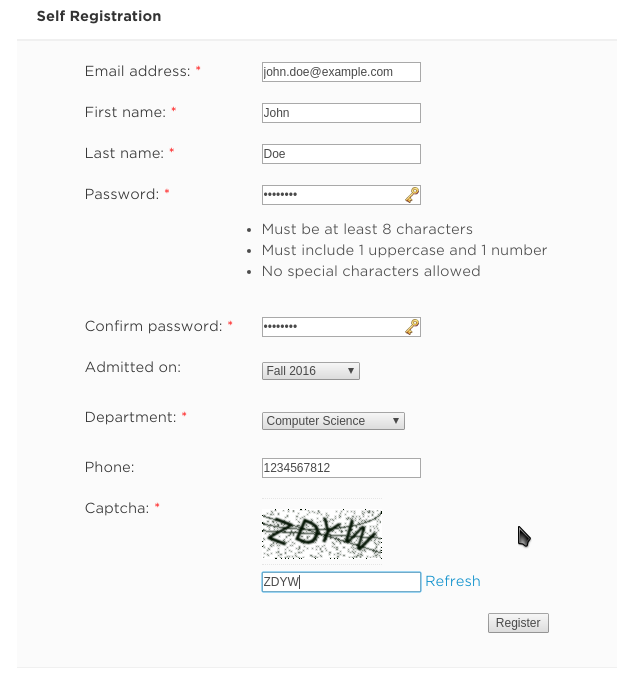 Self Registration
Email address: * john.doe@example.com
First name: * John
Last name: * Doe
Password: * ••••••••
• Must be at least 8 characters
• Must include 1 uppercase and 1 number
• No special characters allowed
Confirm password: * ••••••••
Admitted on: Fall 2016
Department: * Computer Science
Phone: 1234567812
Captcha: * ZDYW
ZDYW Refresh
Register